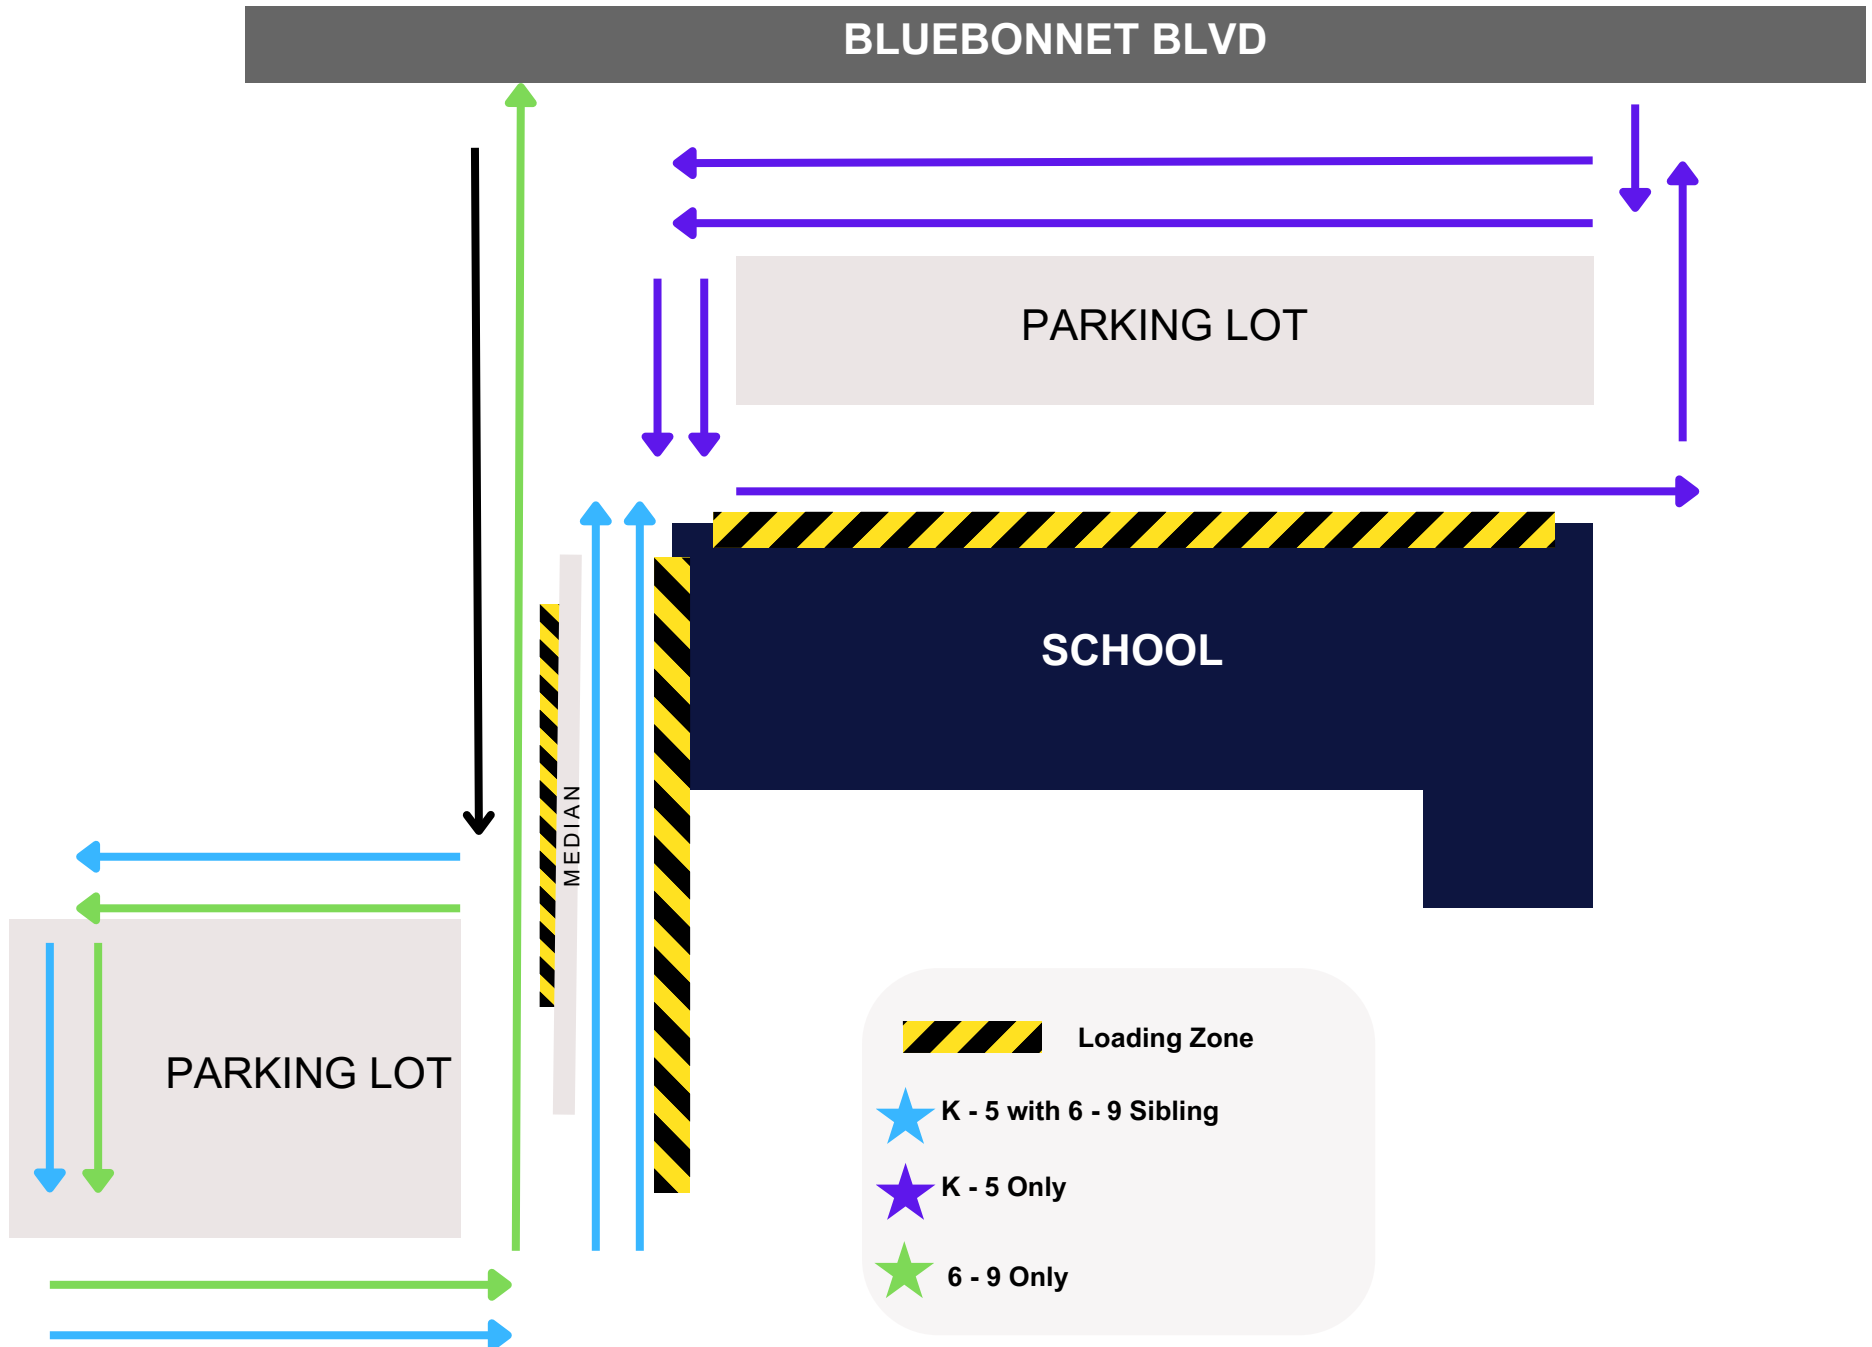 BLUEBONNET BLVD
PARKING LOT
SCHOOL
MEDIAN
PARKING LOT
Loading Zone
K - 5 with 6 - 9 Sibling
K - 5 Only
6 - 9 Only